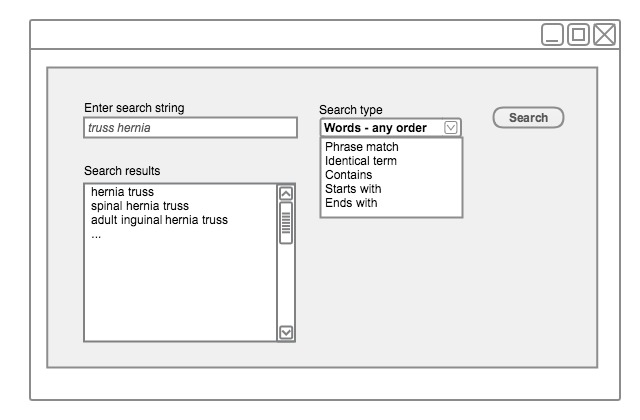 Enter search string
truss hernia
Search type
Words - any order
Phrase match
Identical term
Contains
Starts with
Ends with
Search
Search results
hernia truss
spinal hernia truss
adult inguinal hernia truss
...